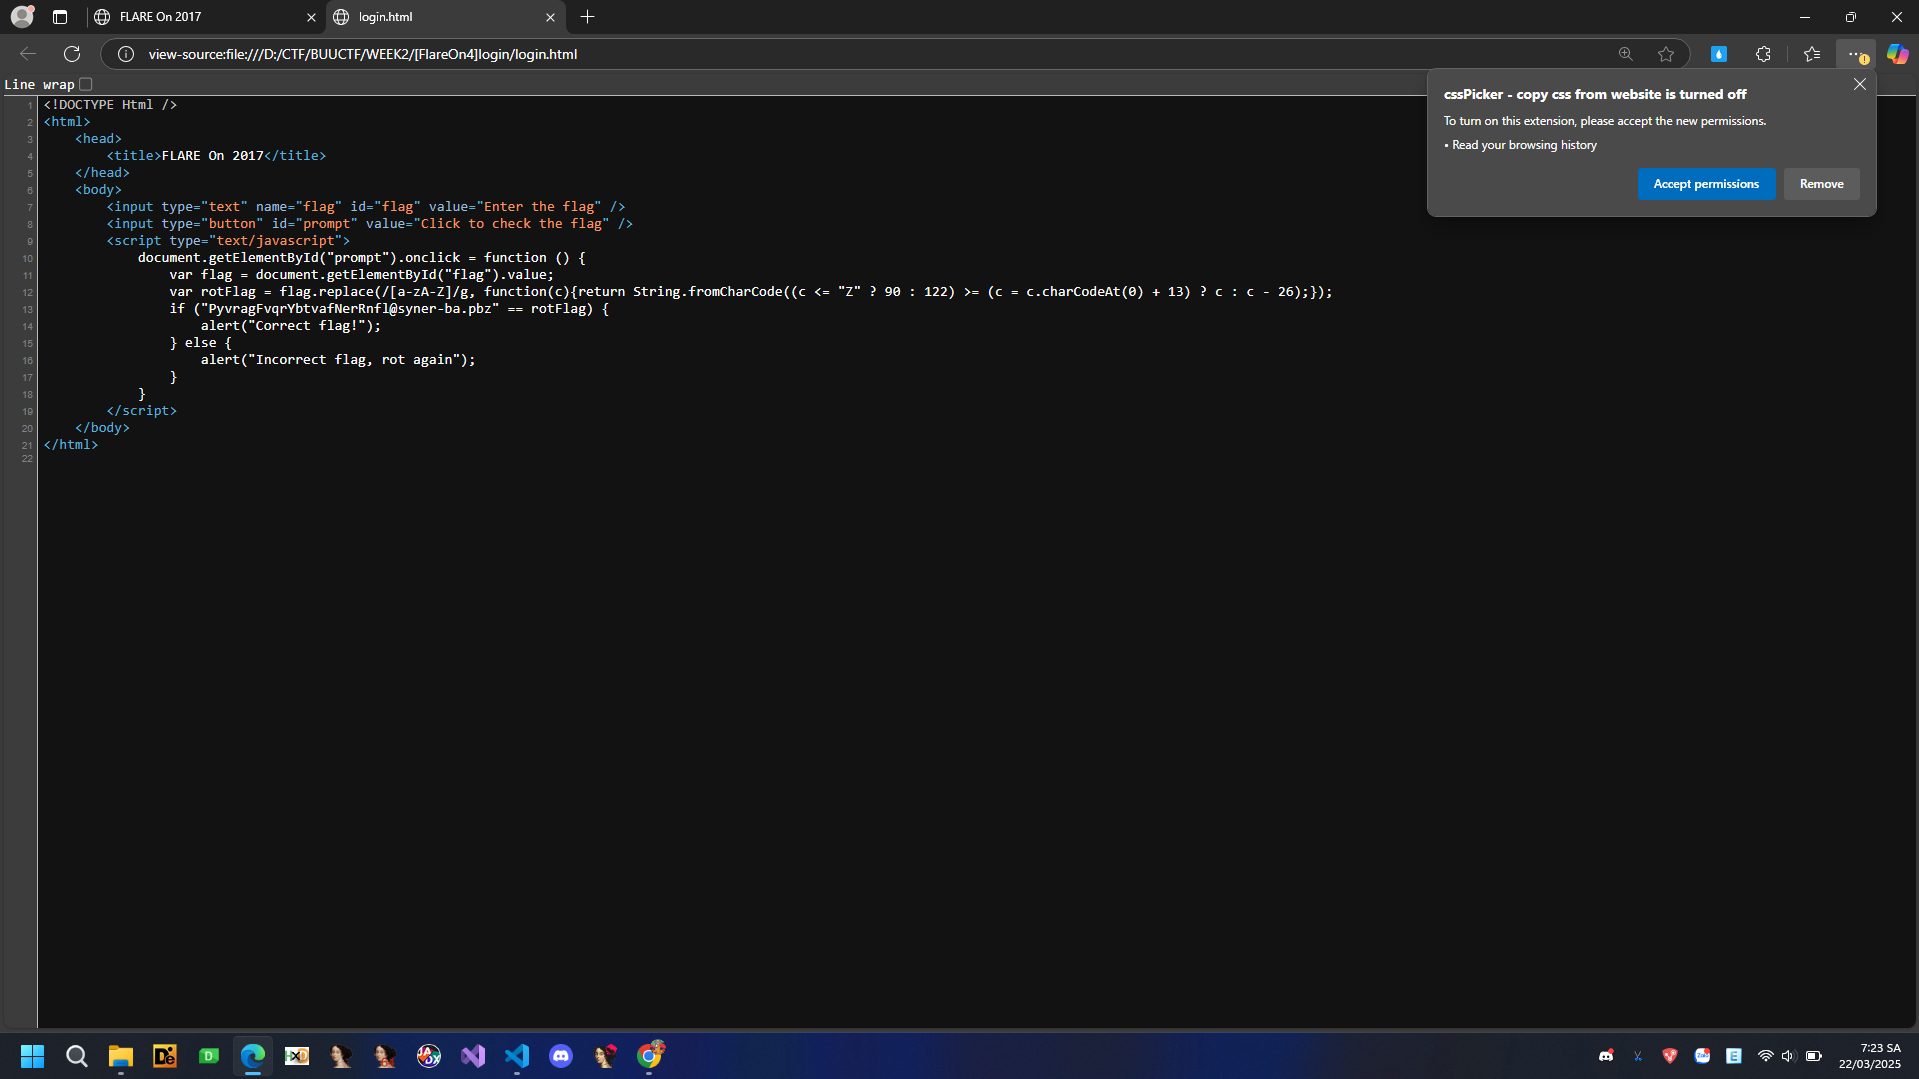 FLARE On 2017
login.html
view-source:file:///D:/CTF/BUUCTF/WEEK2/[FlareOn4]login/login.html
Line wrap
cssPicker - copy css from website is turned off
To turn on this extension, please accept the new permissions.
• Read your browsing history
Accept permissions
Remove
1 <!DOCTYPE Html />
2 <html>
3     <head>
4         <title>FLARE On 2017</title>
5     </head>
6     <body>
7         <input type="text" name="flag" id="flag" value="Enter the flag" />
8         <input type="button" id="prompt" value="Click to check the flag" />
9         <script type="text/javascript">
10             document.getElementById("prompt").onclick = function () {
11                 var flag = document.getElementById("flag").value;
12                 var rotFlag = flag.replace(/[a-zA-Z]/g, function(c){return String.fromCharCode((c <= "Z" ? 90 : 122) >= (c = c.charCodeAt(0) + 13) ? c : c - 26);});
13                 if ("PyvragFvqrYbtvafNerRnfl@syner-ba.pbz" == rotFlag) {
14                     alert("Correct flag!");
15                 } else {
16                     alert("Incorrect flag, rot again");
17                 }
18             }
19         </script>
20     </body>
21 </html>
22
De
D
HXD
JADX
Zalo
E
7:23 SA
22/03/2025